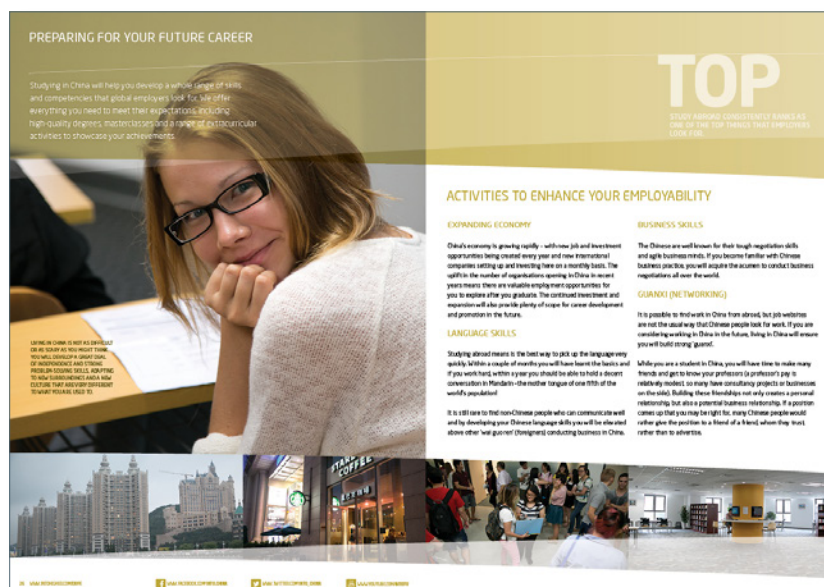 PREPARING FOR YOUR FUTURE CAREER
Studying in China will help you develop a whole range of skills
and competencies that global employers look for. We offer
everything you need to meet their expectations, including
high-quality degrees, masterclasses and a range of extracurricular
activities to showcase your achievements.
TOP
STUDY ABROAD CONSISTENTLY RANKS AS
ONE OF THE TOP THINGS THAT EMPLOYERS
LOOK FOR.
LIVING IN CHINA IS NOT AS DIFFICULT
OR AS SCARY AS YOU MIGHT THINK.
YOU WILL DEVELOP A GREAT DEAL
OF INDEPENDENCE AND STRONG
PROBLEM-SOLVING SKILLS, ADAPTING
TO NEW SURROUNDINGS AND A NEW
CULTURE THAT ARE VERY DIFFERENT
TO WHAT YOU ARE USED TO.
ACTIVITIES TO ENHANCE YOUR EMPLOYABILITY
EXPANDING ECONOMY
China's economy is growing rapidly – with new job and investment
opportunities being created every year and new international
companies setting up and investing here on a monthly basis. The
uplift in the number of organisations opening in China in recent
years means there are valuable employment opportunities for
you to explore after you graduate. The continued investment and
expansion will also provide plenty of scope for career development
and promotion in the future.
LANGUAGE SKILLS
Studying abroad means is the best way to pick up the language very
quickly. Within a couple of months you will have learnt the basics and
if you work hard, within a year you should be able to hold a decent
conversation in Mandarin – the mother tongue of one fifth of the
world's population!
It is still rare to find non-Chinese people who can communicate well
and by developing your Chinese language skills you will be elevated
above other 'wai guo ren' (foreigners) conducting business in China.
BUSINESS SKILLS
The Chinese are well known for their tough negotiation skills
and agile business minds. If you become familiar with Chinese
business practice, you will acquire the acumen to conduct business
negotiations all over the world.
GUANXI (NETWORKING)
It is possible to find work in China from abroad, but job websites
are not the usual way that Chinese people look for work. If you are
considering working in China in the future, living in China will ensure
you will build strong 'guanxi'.
While you are a student in China, you will have time to make many
friends and get to know your professors (a professor's pay is
relatively modest, so many have consultancy projects or businesses
on the side). Building these friendships not only creates a personal
relationship, but also a potential business relationship. If a position
comes up that you may be right for, many Chinese people would
rather give the position to a friend of a friend, whom they trust,
rather than to advertise.
COFFEE